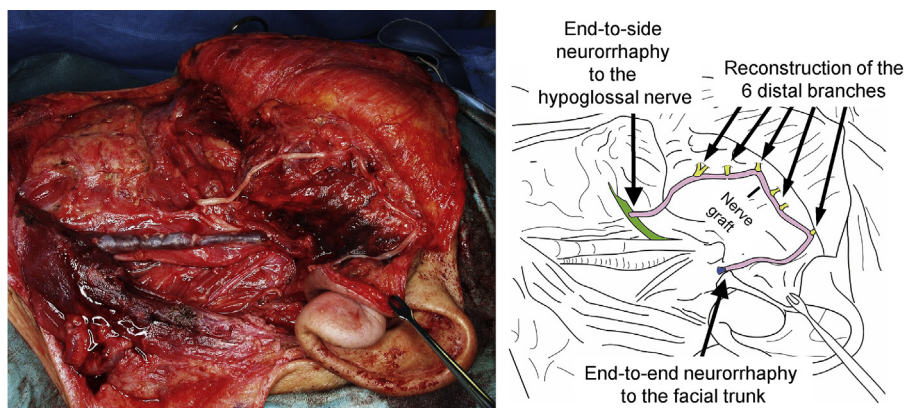 End-to-side
neurorrhaphy
to the
hypoglossal nerve
Reconstruction of the
6 distal branches
Nerve
graft
End-to-end neurorrhaphy
to the facial trunk